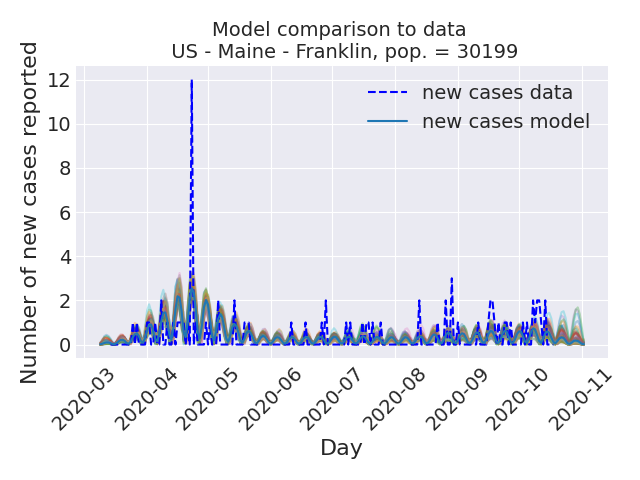 Model comparison to data
US - Maine - Franklin, pop. = 30199
Number of new cases reported
12
10
8
6
4
2
0
new cases data
new cases model
2020-03
2020-04
2020-05
2020-06
2020-07
2020-08
2020-09
2020-10
2020-11
Day